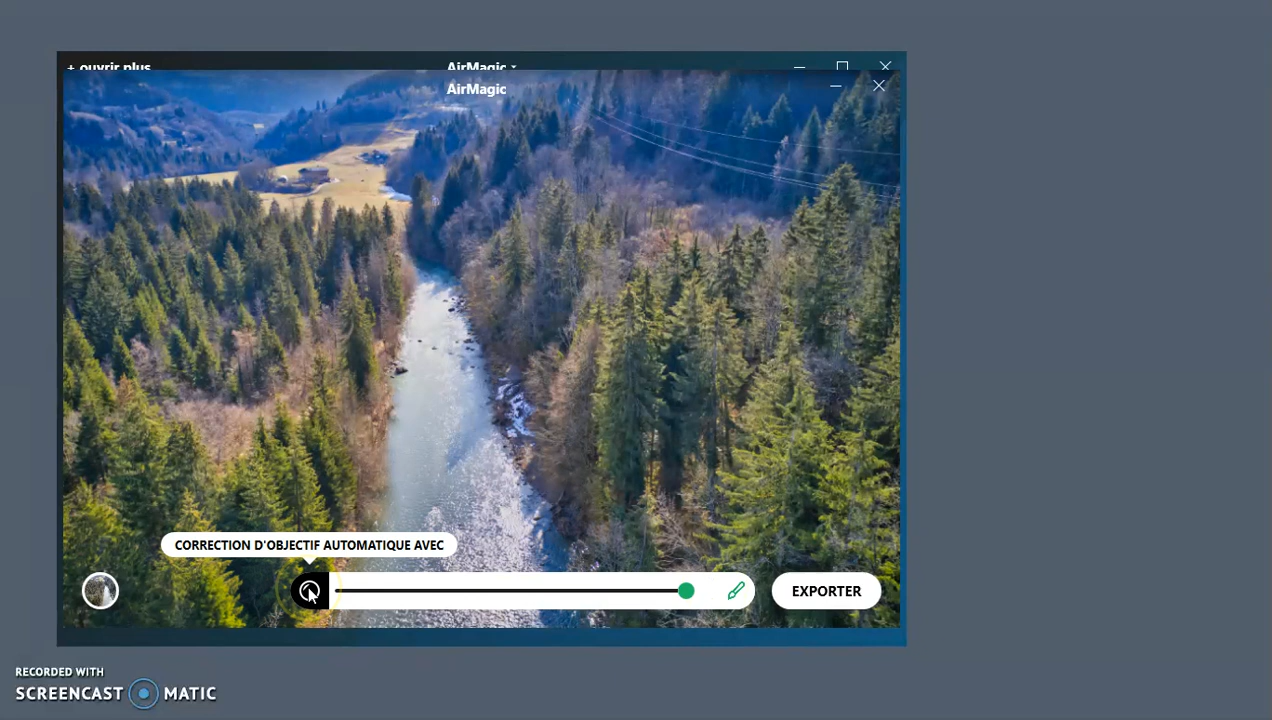 + ouvrir plus
AirMagic
AirMagic
CORRECTION D'OBJECTIF AUTOMATIQUE AVEC
EXPORTER
RECORDED WITH
SCREENCAST MATIC